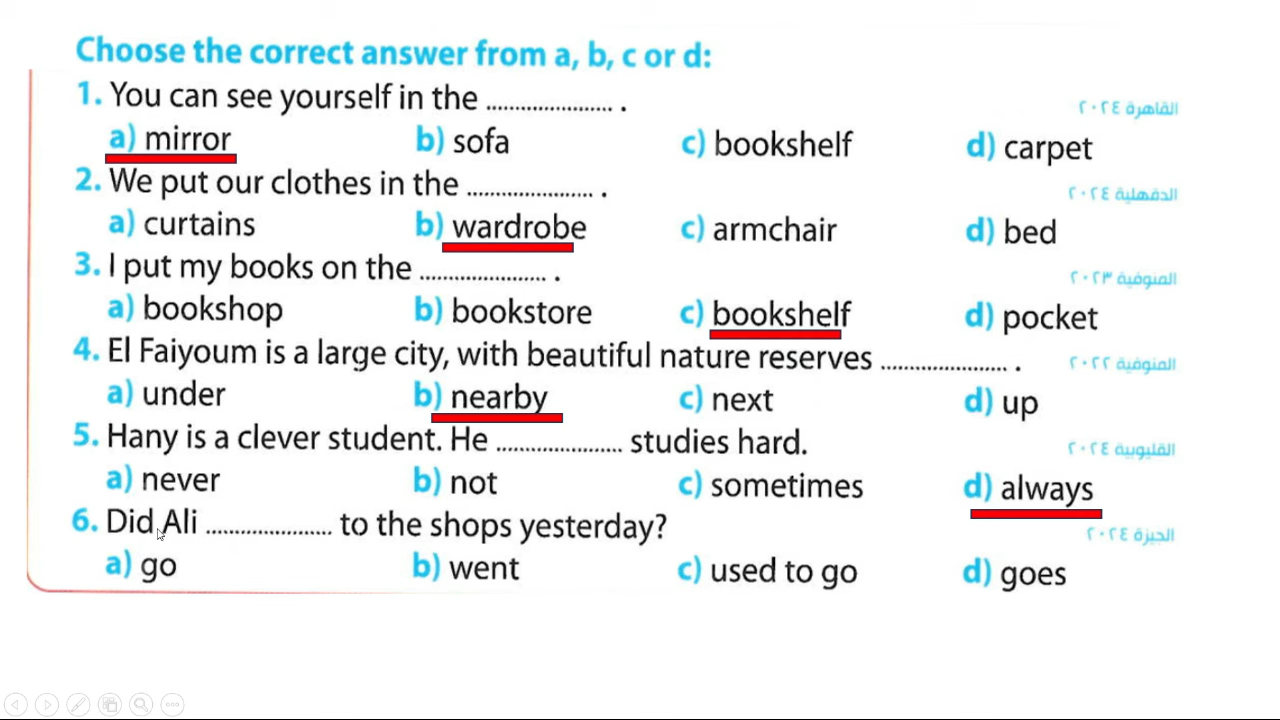 Choose the correct answer from a, b, c or d:
1. You can see yourself in the ...................... . القاهرة ٢٠٢٤
a) mirror b) sofa c) bookshelf d) carpet
2. We put our clothes in the ...................... . الدقهلية ٢٠٢٤
a) curtains b) wardrobe c) armchair d) bed
3. I put my books on the ...................... . المنوفية ٢٠٢٣
a) bookshop b) bookstore c) bookshelf d) pocket
4. El Faiyoum is a large city, with beautiful nature reserves ...................... . المنوفية ٢٠٢٢
a) under b) nearby c) next d) up
5. Hany is a clever student. He ...................... studies hard. القليوبية ٢٠٢٤
a) never b) not c) sometimes d) always
6. Did Ali ...................... to the shops yesterday? الجيزة ٢٠٢٤
a) go b) went c) used to go d) goes